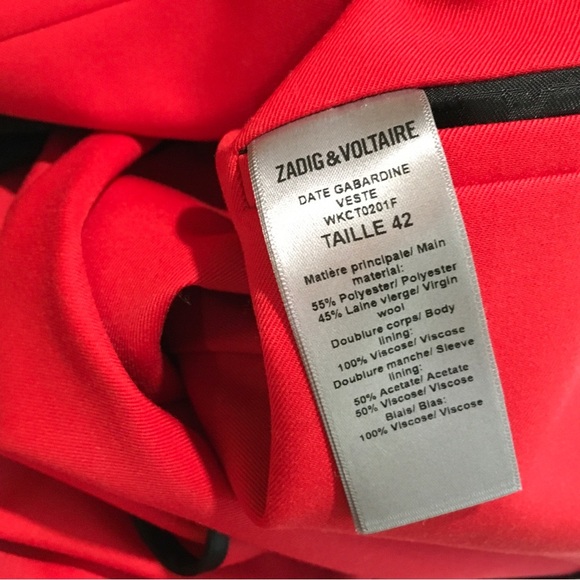 ZADIG & VOLTAIRE
DATE GABARDINE
VESTE
WKCT0201F
TAILLE 42
Matière principale/ Main
material:
55% Polyester/ Polyester
45% Laine vierge/ Virgin
wool
Doublure corps/ Body
lining:
100% Viscose/ Viscose
Doublure manche/ Sleeve
lining:
50% Acetate/ Acetate
50% Viscose/ Viscose
Biais/ Bias:
100% Viscose/ Viscose